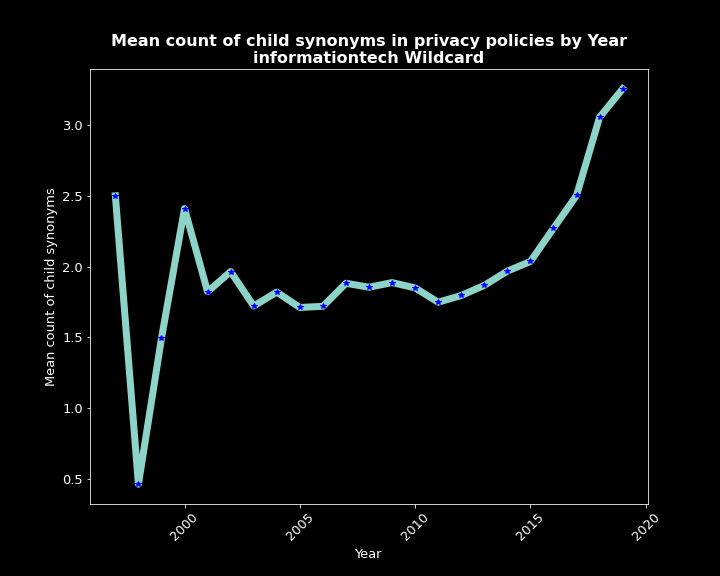 Mean count of child synonyms in privacy policies by Year
informationtech Wildcard
Mean count of child synonyms
3.0
2.5
2.0
1.5
1.0
0.5
2000
2005
2010
2015
2020
Year